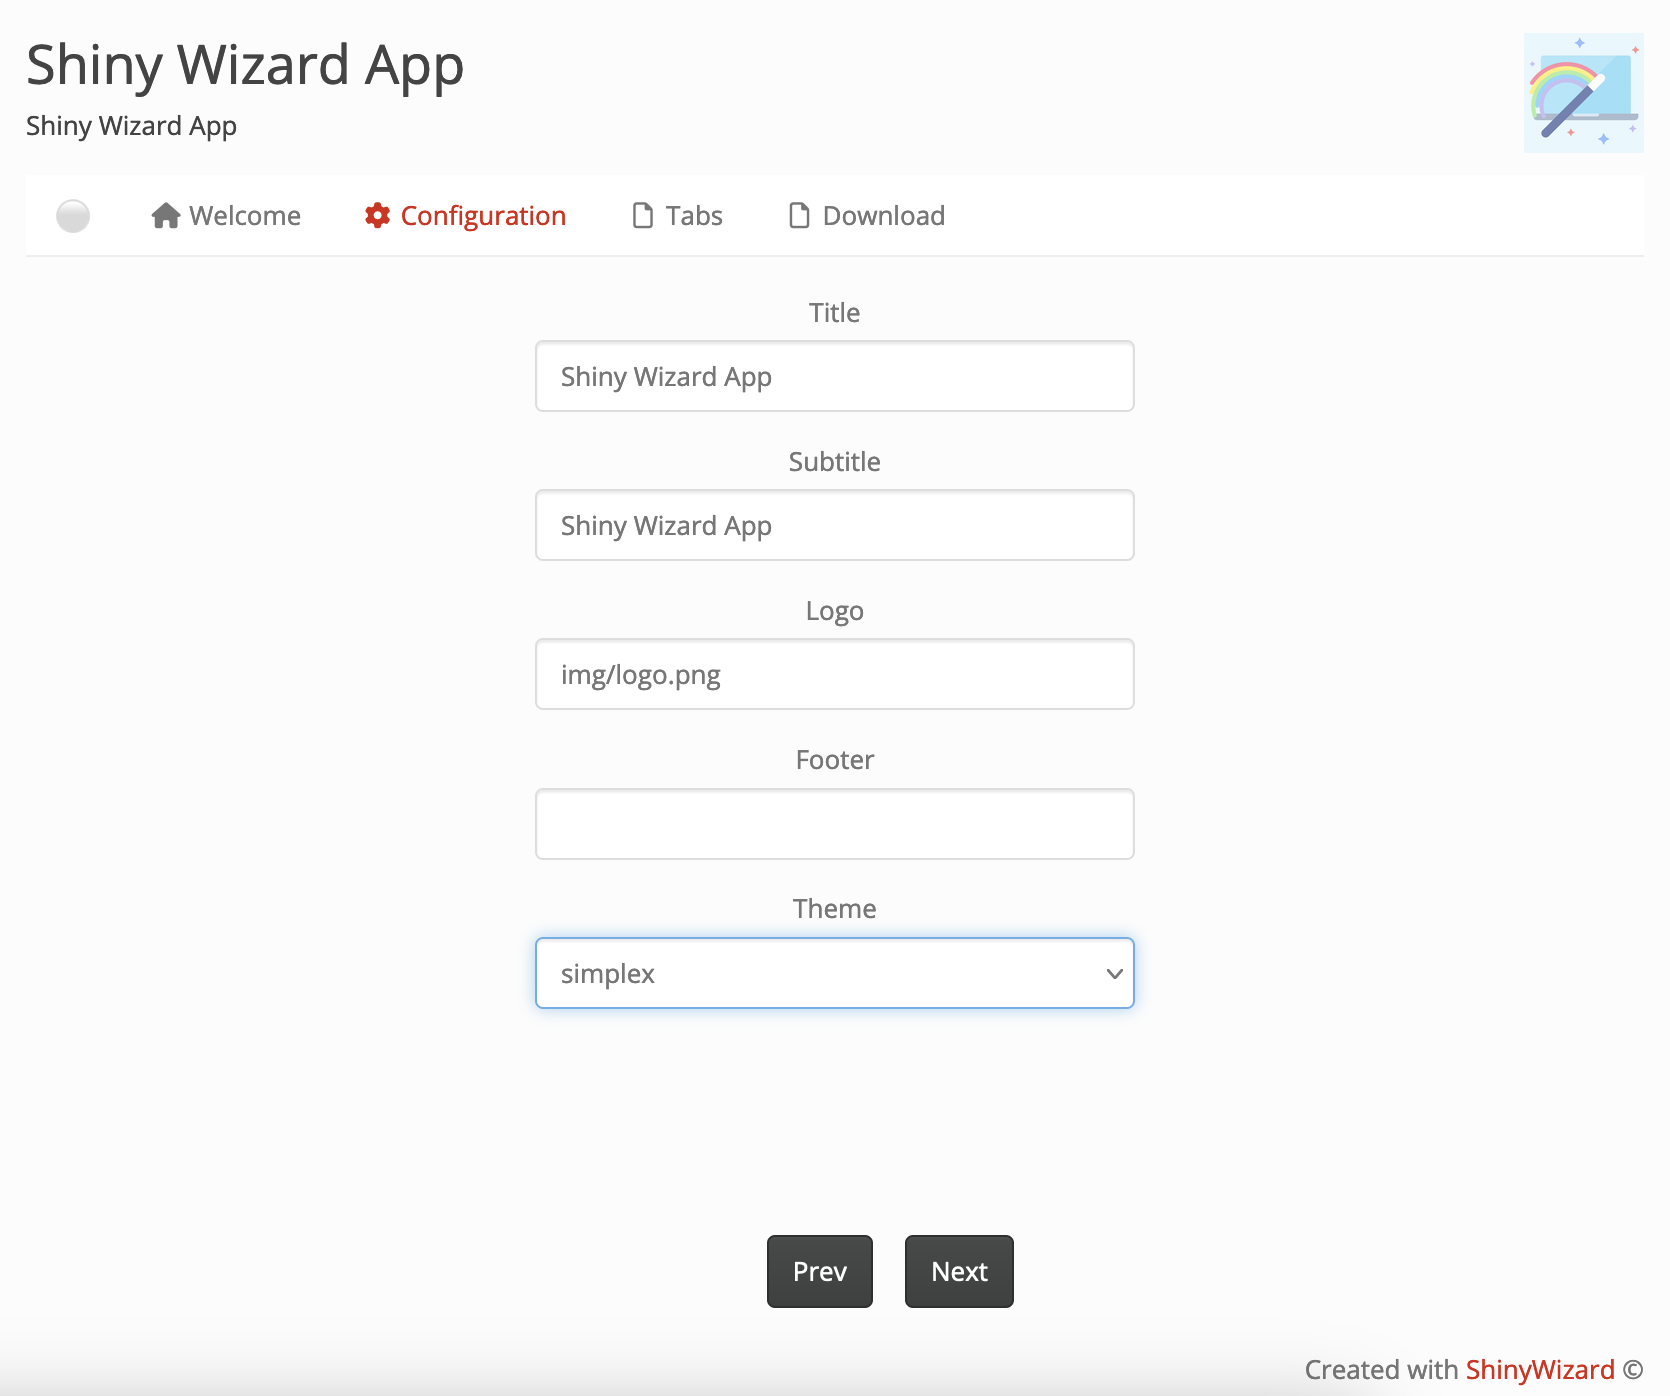 Shiny Wizard App
Shiny Wizard App
Welcome Configuration Tabs Download
Title
Shiny Wizard App
Subtitle
Shiny Wizard App
Logo
img/logo.png
Footer
Theme
simplex
Prev Next
Created with ShinyWizard ©